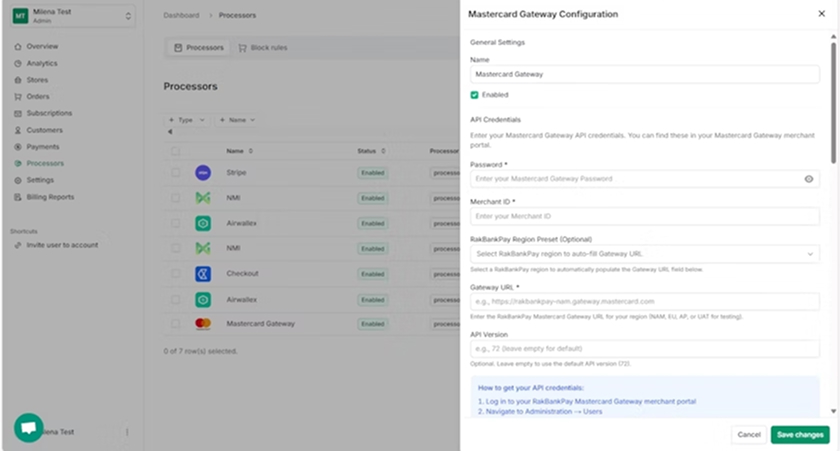 MT
Milena Test
Admin
Overview
Analytics
Stores
Orders
Subscriptions
Customers
Payments
Processors
Settings
Billing Reports
Shortcuts
Invite user to account
ilena Test
Dashboard > Processors
Processors
Block rules
Processors
+ Type
+ Name
Name Status Processor
Stripe Enabled processo
NMI Enabled processo
Airwallex Enabled processo
NMI Enabled processo
Checkout Enabled processo
Airwallex Enabled processo
Mastercard Gateway Enabled processo
0 of 7 row(s) selected.
Mastercard Gateway Configuration
General Settings
Name
Mastercard Gateway
Enabled
API Credentials
Enter your Mastercard Gateway API credentials. You can find these in your Mastercard Gateway merchant
portal.
Password *
Enter your Mastercard Gateway Password
Merchant ID *
Enter your Merchant ID
RakBankPay Region Preset (Optional)
Select RakBankPay region to auto-fill Gateway URL
Select a RakBankPay region to automatically populate the Gateway URL field below.
Gateway URL *
e.g., https://rakbankpay-nam.gateway.mastercard.com
Enter the RakBankPay Mastercard Gateway URL for your region (NAM, EU, AP, or UAT for testing).
API Version
e.g., 72 (leave empty for default)
Optional. Leave empty to use the default API version (72).
How to get your API credentials:
1. Log in to your RakBankPay Mastercard Gateway merchant portal
2. Navigate to Administration → Users
Cancel
Save changes